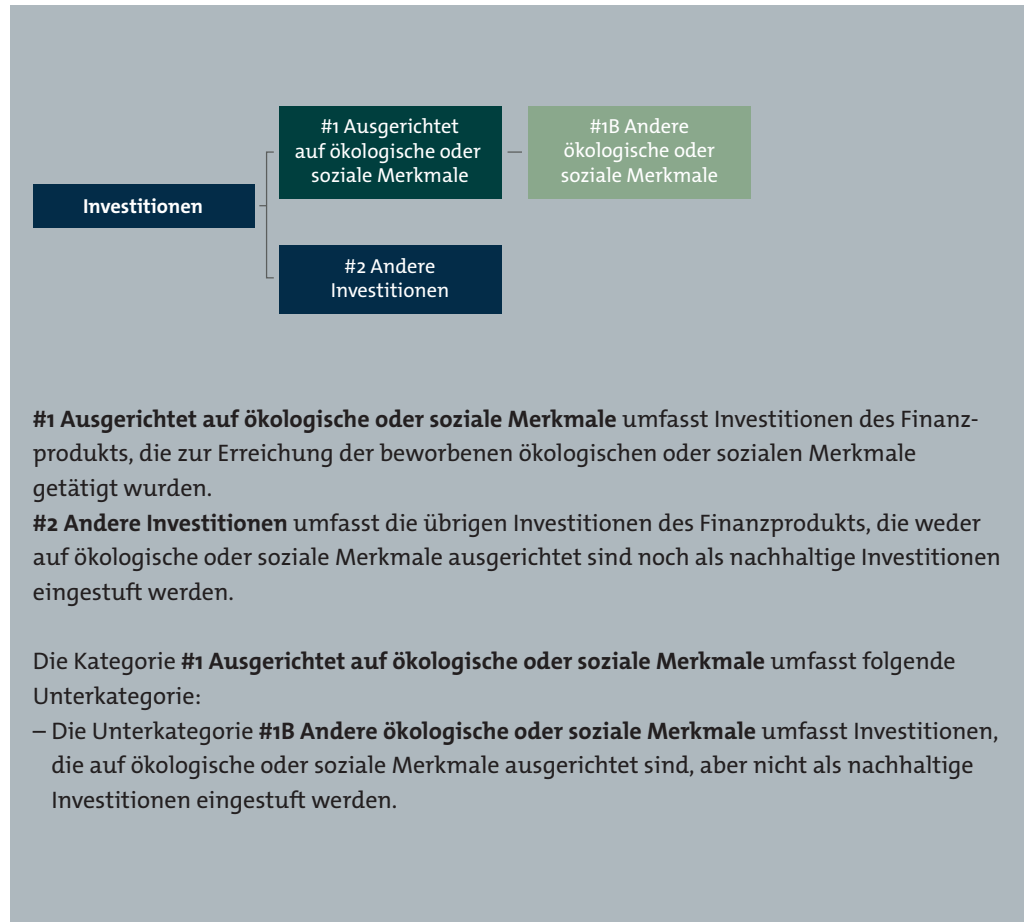 #1 Ausgerichtet
auf ökologische oder
soziale Merkmale
#1B Andere
ökologische oder
soziale Merkmale
Investitionen
#2 Andere
Investitionen
#1 Ausgerichtet auf ökologische oder soziale Merkmale umfasst Investitionen des Finanz-
produkts, die zur Erreichung der beworbenen ökologischen oder sozialen Merkmale
getätigt wurden.
#2 Andere Investitionen umfasst die übrigen Investitionen des Finanzprodukts, die weder
auf ökologische oder soziale Merkmale ausgerichtet sind noch als nachhaltige Investitionen
eingestuft werden.
Die Kategorie #1 Ausgerichtet auf ökologische oder soziale Merkmale umfasst folgende
Unterkategorie:
– Die Unterkategorie #1B Andere ökologische oder soziale Merkmale umfasst Investitionen,
die auf ökologische oder soziale Merkmale ausgerichtet sind, aber nicht als nachhaltige
Investitionen eingestuft werden.